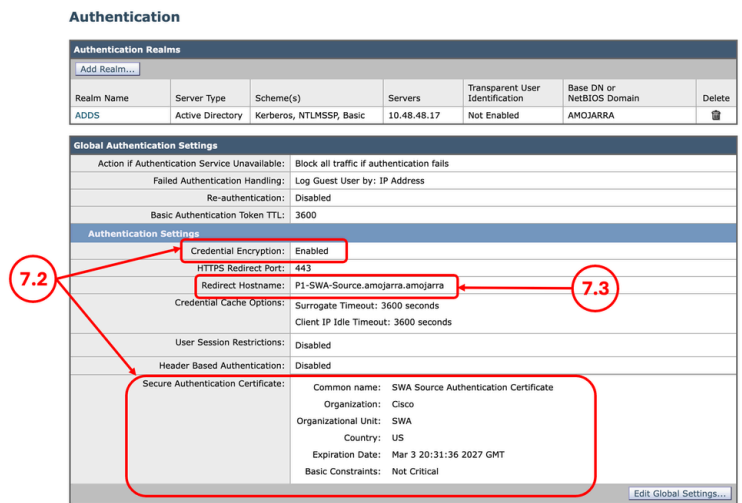 Authentication
Authentication Realms
Add Realm...
Realm Name Server Type Scheme(s) Servers Transparent User Identification Base DN or NetBIOS Domain Delete
ADDS Active Directory Kerberos, NTLMSSP, Basic 10.48.48.17 Not Enabled AMOJARRA
Global Authentication Settings
Action if Authentication Service Unavailable: Block all traffic if authentication fails
Failed Authentication Handling: Log Guest User by: IP Address
Re-authentication: Disabled
Basic Authentication Token TTL: 3600
Authentication Settings
Credential Encryption: Enabled
HTTPS Redirect Port: 443
7.2
Redirect Hostname: P1-SWA-Source.amojarra.amojarra
7.3
Credential Cache Options: Surrogate Timeout: 3600 seconds
Client IP Idle Timeout: 3600 seconds
User Session Restrictions: Disabled
Header Based Authentication: Disabled
Secure Authentication Certificate: Common name: SWA Source Authentication Certificate
Organization: Cisco
Organizational Unit: SWA
Country: US
Expiration Date: Mar 3 20:31:36 2027 GMT
Basic Constraints: Not Critical
Edit Global Settings...